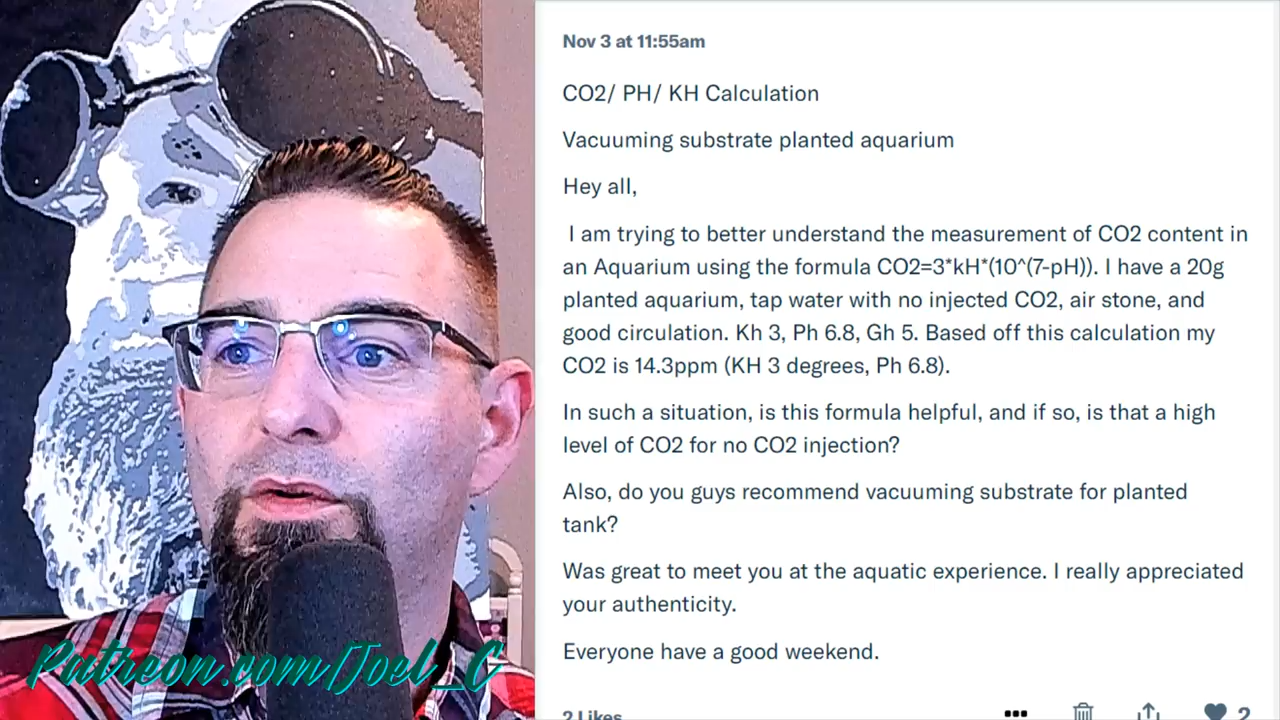 Nov 3 at 11:55am
CO2/ PH/ KH Calculation
Vacuuming substrate planted aquarium
Hey all,
I am trying to better understand the measurement of CO2 content in
an Aquarium using the formula CO2=3*kH*(10^(7-pH)). I have a 20g
planted aquarium, tap water with no injected CO2, air stone, and
good circulation. Kh 3, Ph 6.8, Gh 5. Based off this calculation my
CO2 is 14.3ppm (KH 3 degrees, Ph 6.8).
In such a situation, is this formula helpful, and if so, is that a high
level of CO2 for no CO2 injection?
Also, do you guys recommend vacuuming substrate for planted
tank?
Was great to meet you at the aquatic experience. I really appreciated
your authenticity.
Everyone have a good weekend.
2 Likes
2
Patreon.com/Joel_C